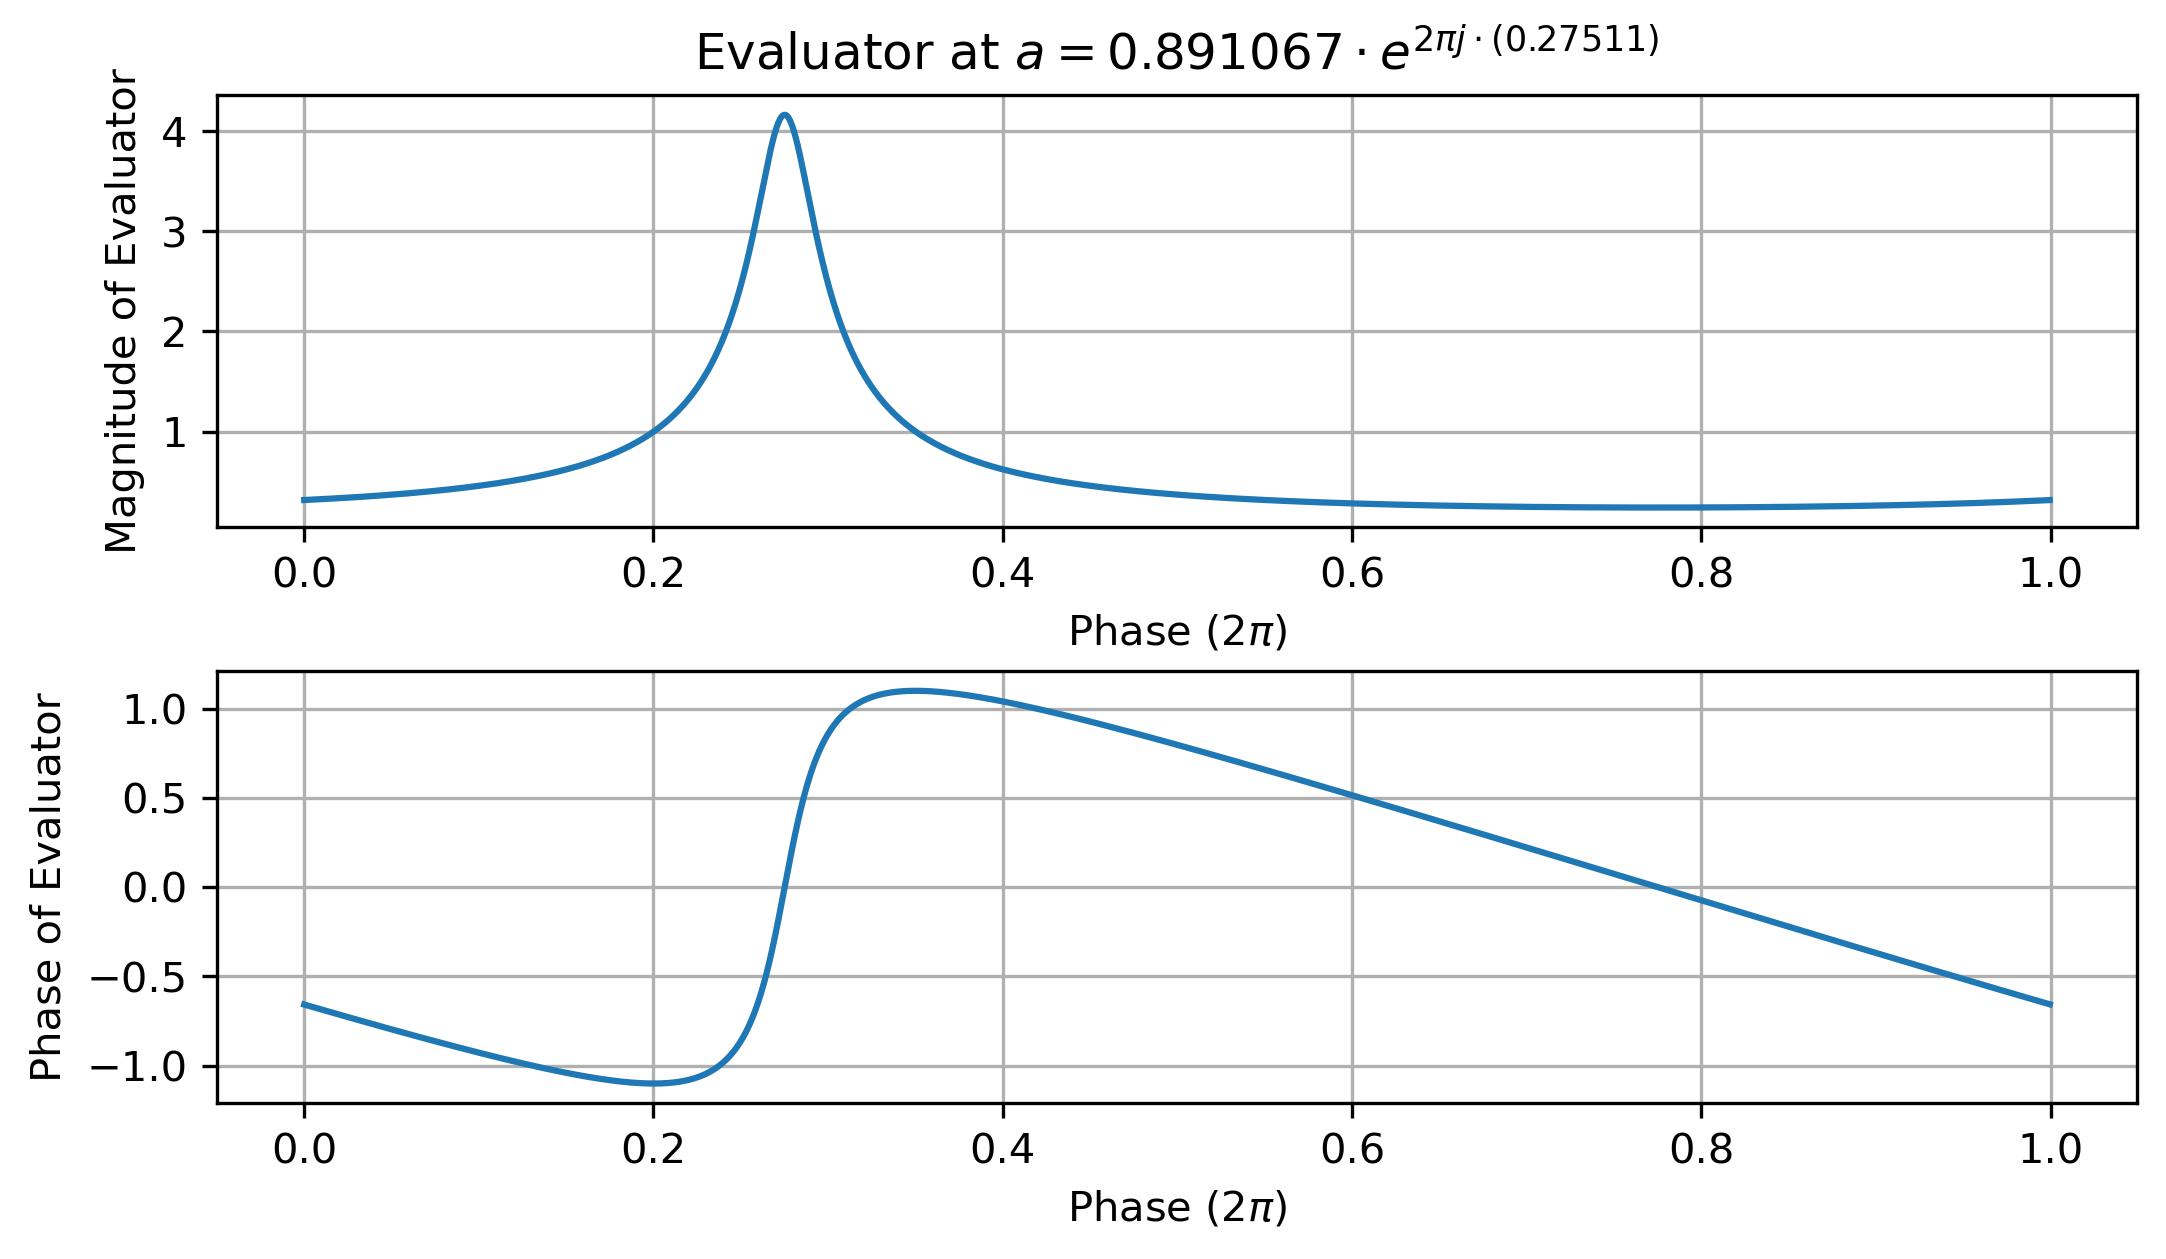 Evaluator at a = 0.891067 · e^{2πj · (0.27511)}
Magnitude of Evaluator
4
3
2
1
0.0 0.2 0.4 0.6 0.8 1.0
Phase (2π)
Phase of Evaluator
1.0
0.5
0.0
−0.5
−1.0
0.0 0.2 0.4 0.6 0.8 1.0
Phase (2π)